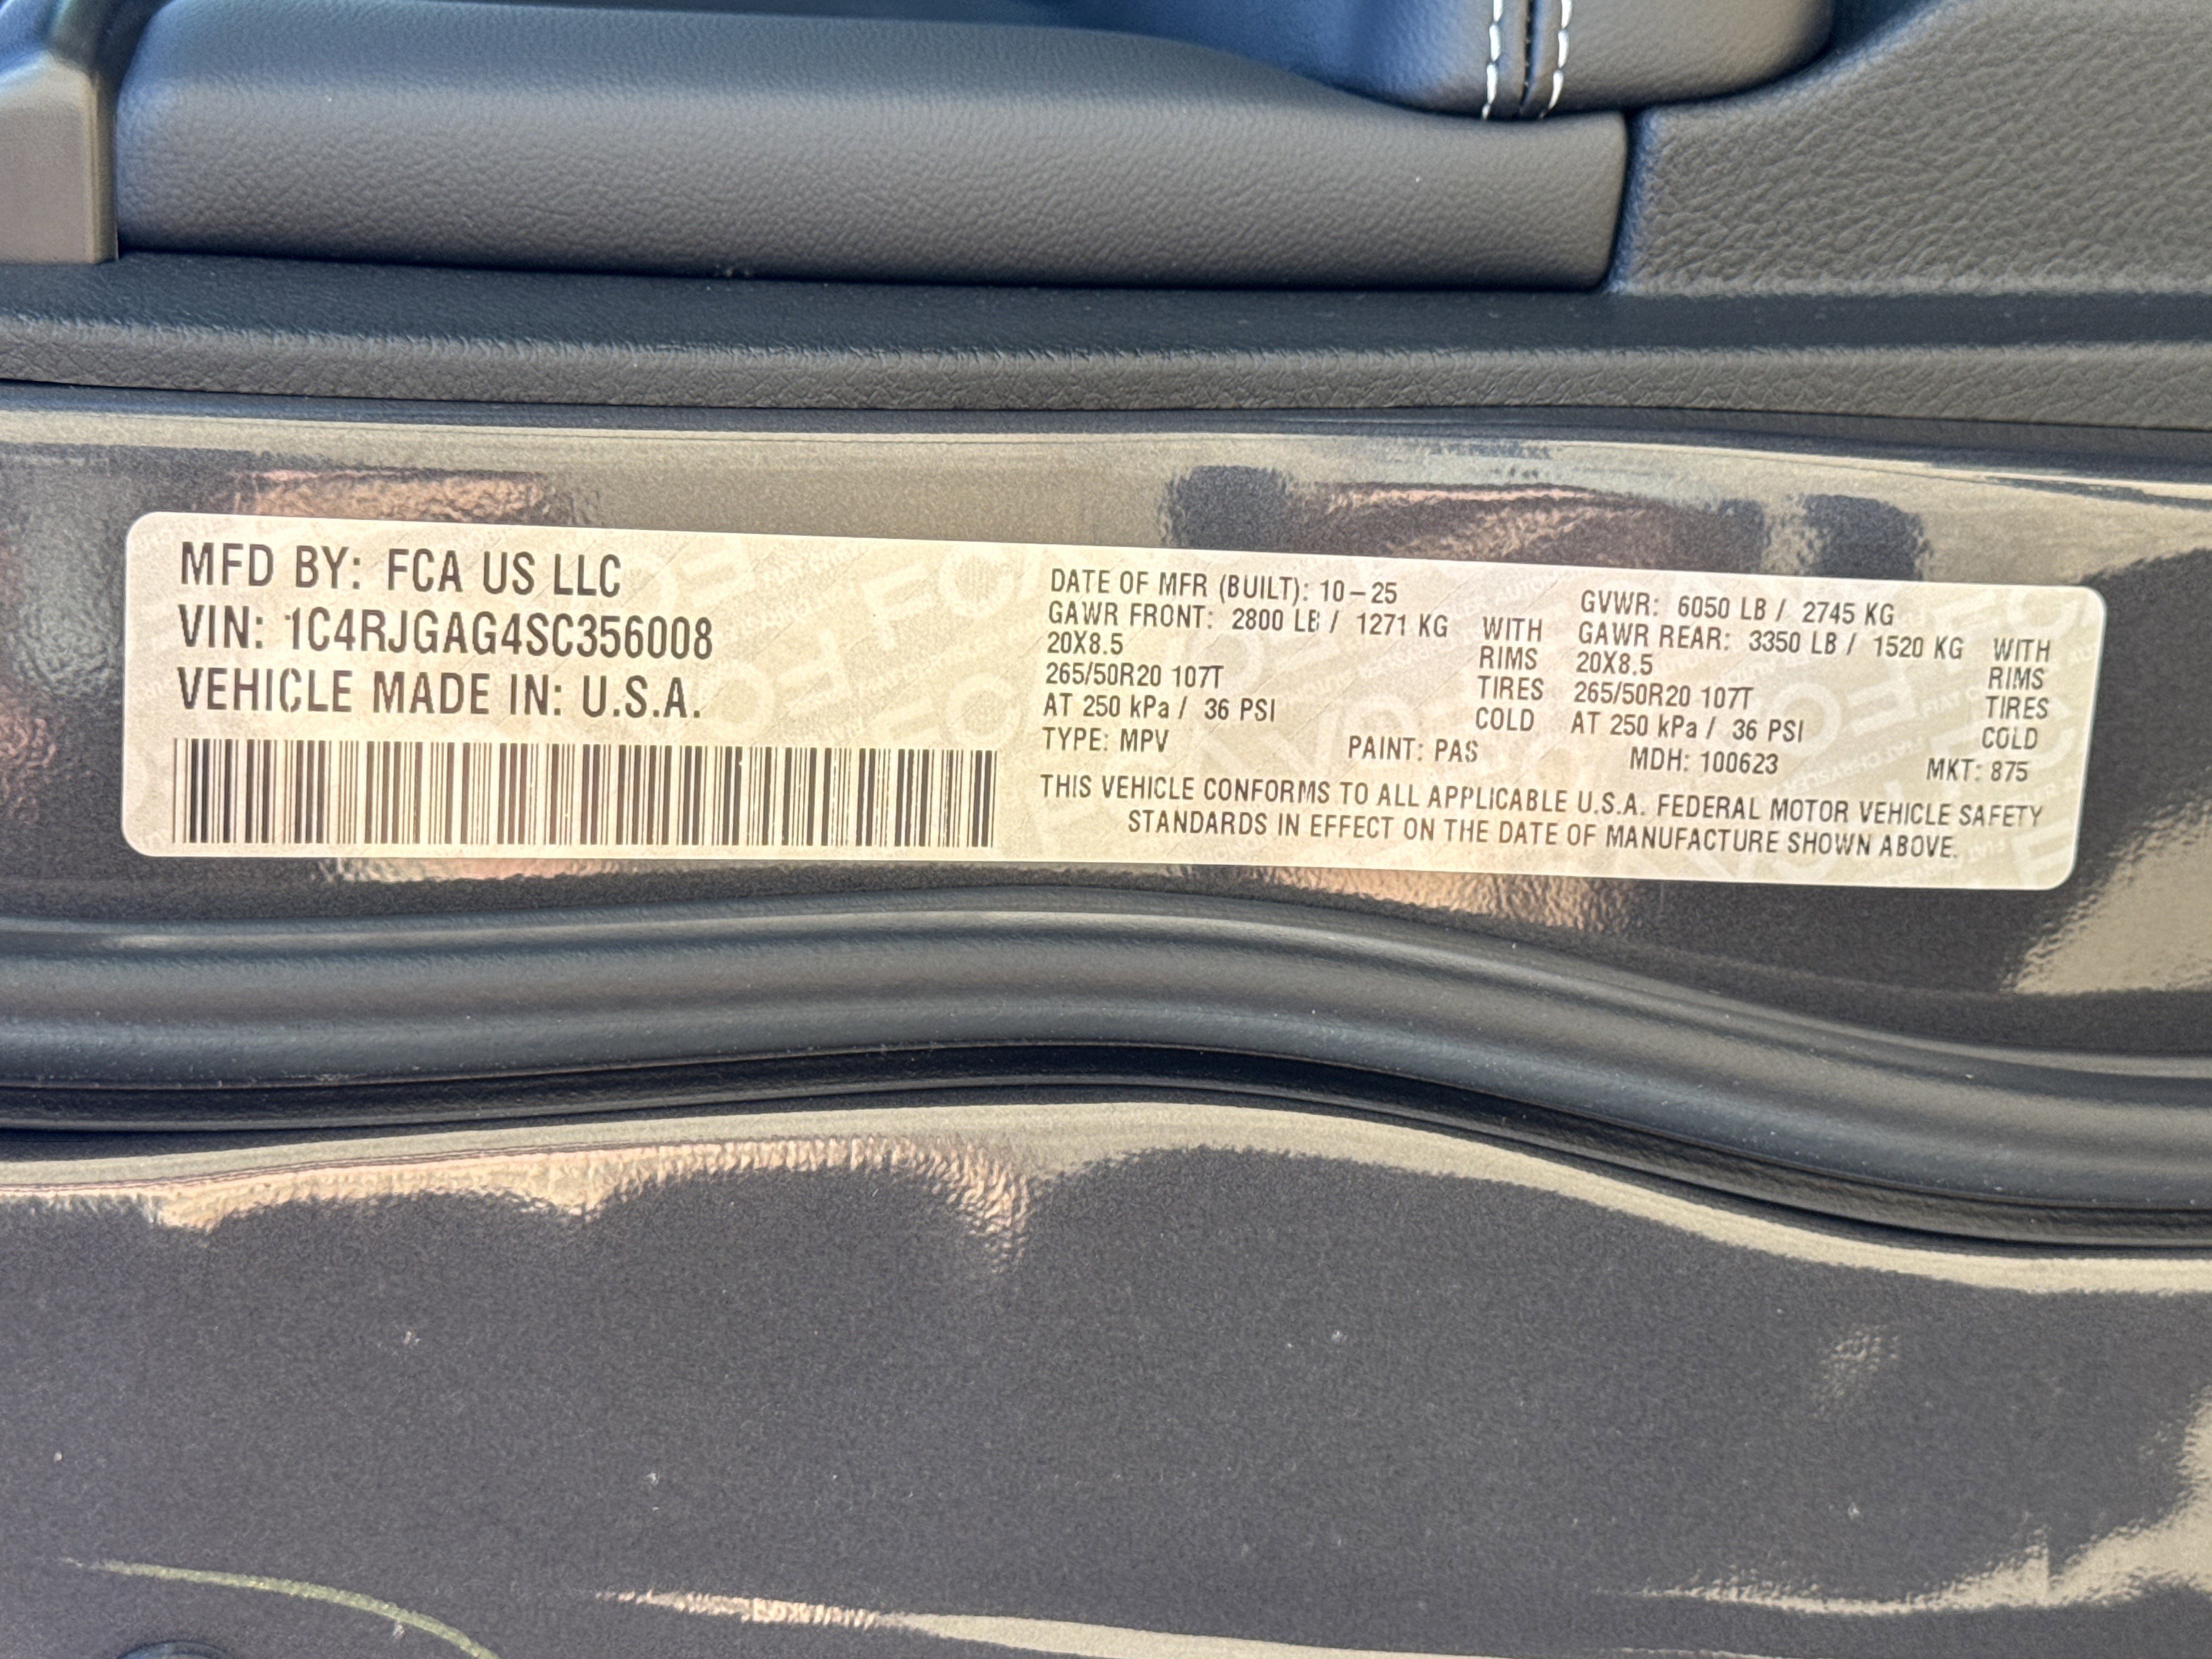 MFD BY: FCA US LLC
VIN: 1C4RJGAG4SC356008
VEHICLE MADE IN: U.S.A.
DATE OF MFR (BUILT): 10-25
GVWR: 6050 LB / 2745 KG
GAWR FRONT: 2800 LB / 1271 KG WITH
20X8.5 RIMS
265/50R20 107T TIRES
AT 250 kPa / 36 PSI COLD
GAWR REAR: 3350 LB / 1520 KG WITH
20X8.5 RIMS
265/50R20 107T TIRES
AT 250 kPa / 36 PSI COLD
TYPE: MPV PAINT: PAS MDH: 100623 MKT: 875
THIS VEHICLE CONFORMS TO ALL APPLICABLE U.S.A. FEDERAL MOTOR VEHICLE SAFETY
STANDARDS IN EFFECT ON THE DATE OF MANUFACTURE SHOWN ABOVE.